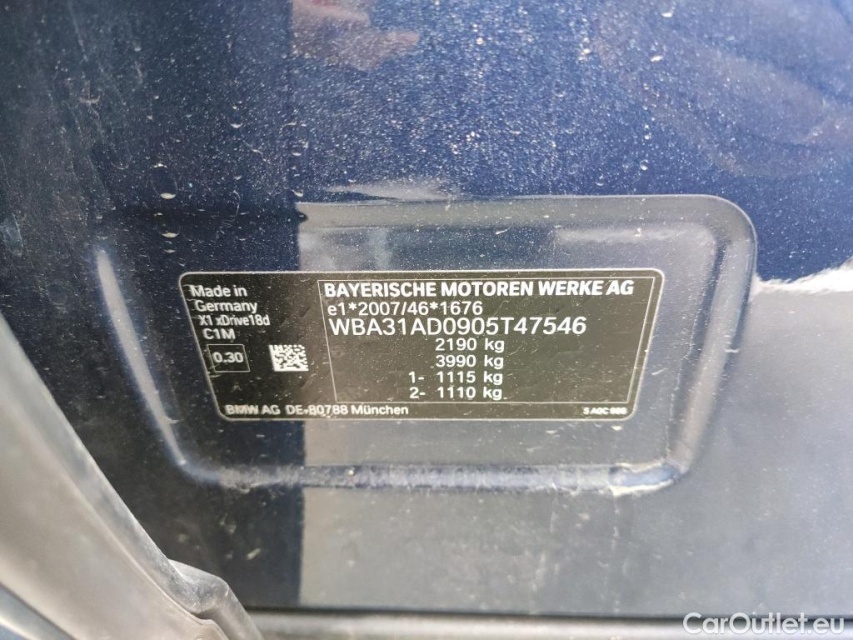 Made in
Germany
X1 xDrive18d
C1M
0.30
BAYERISCHE MOTOREN WERKE AG
e1*2007/46*1676
WBA31AD0905T47546
2190 kg
3990 kg
1- 1115 kg
2- 1110 kg
BMW AG DE-80788 München
CarOutlet.eu